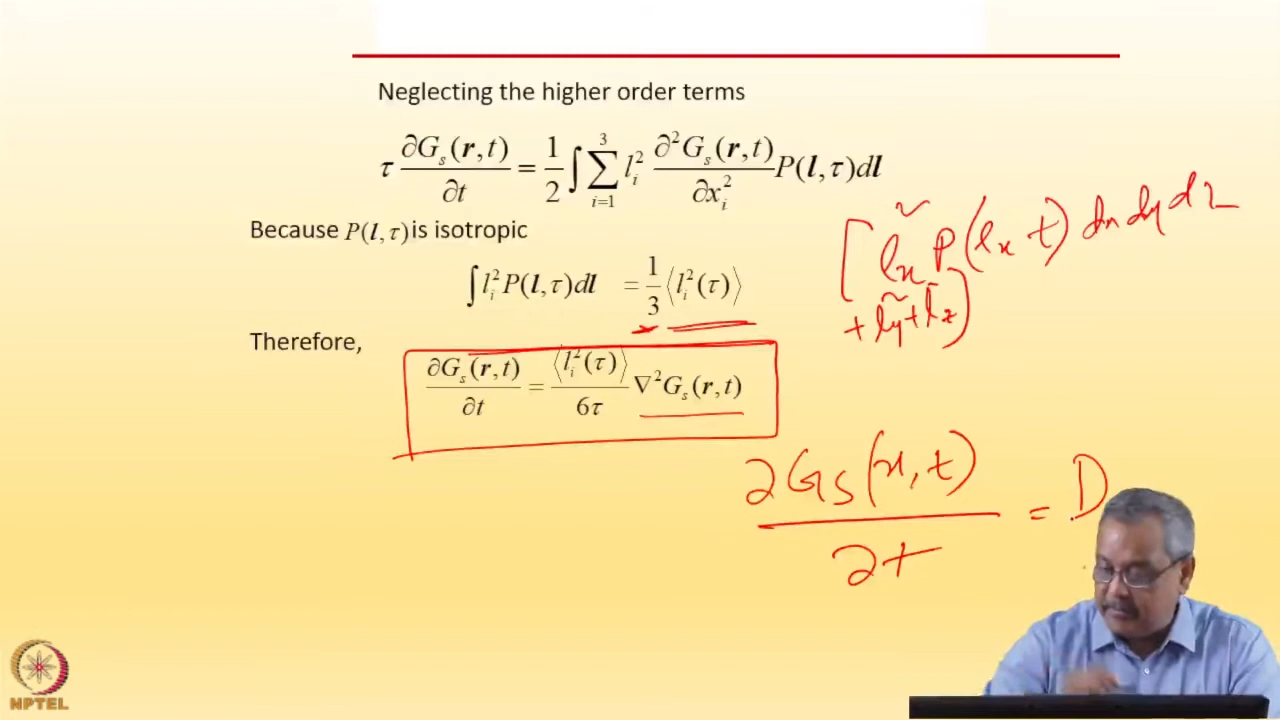 Neglecting the higher order terms
τ ∂G_s(r,t)/∂t = 1/2 ∫ ∑_{i=1}^{3} l_i^2 ∂²G_s(r,t)/∂x_i^2 P(l,τ)dl
Because P(l,τ) is isotropic
∫ l_i^2 P(l,τ)dl = 1/3 ⟨l_i^2(τ)⟩
[l_x^2 P(l_x t) dx dy dz
+ l_y^2 + l_z^2]
Therefore,
∂G_s(r,t)/∂t = ⟨l_i^2(τ)⟩/6τ ∇²G_s(r,t)
∂G_s(x,t)/∂t = D
NPTEL